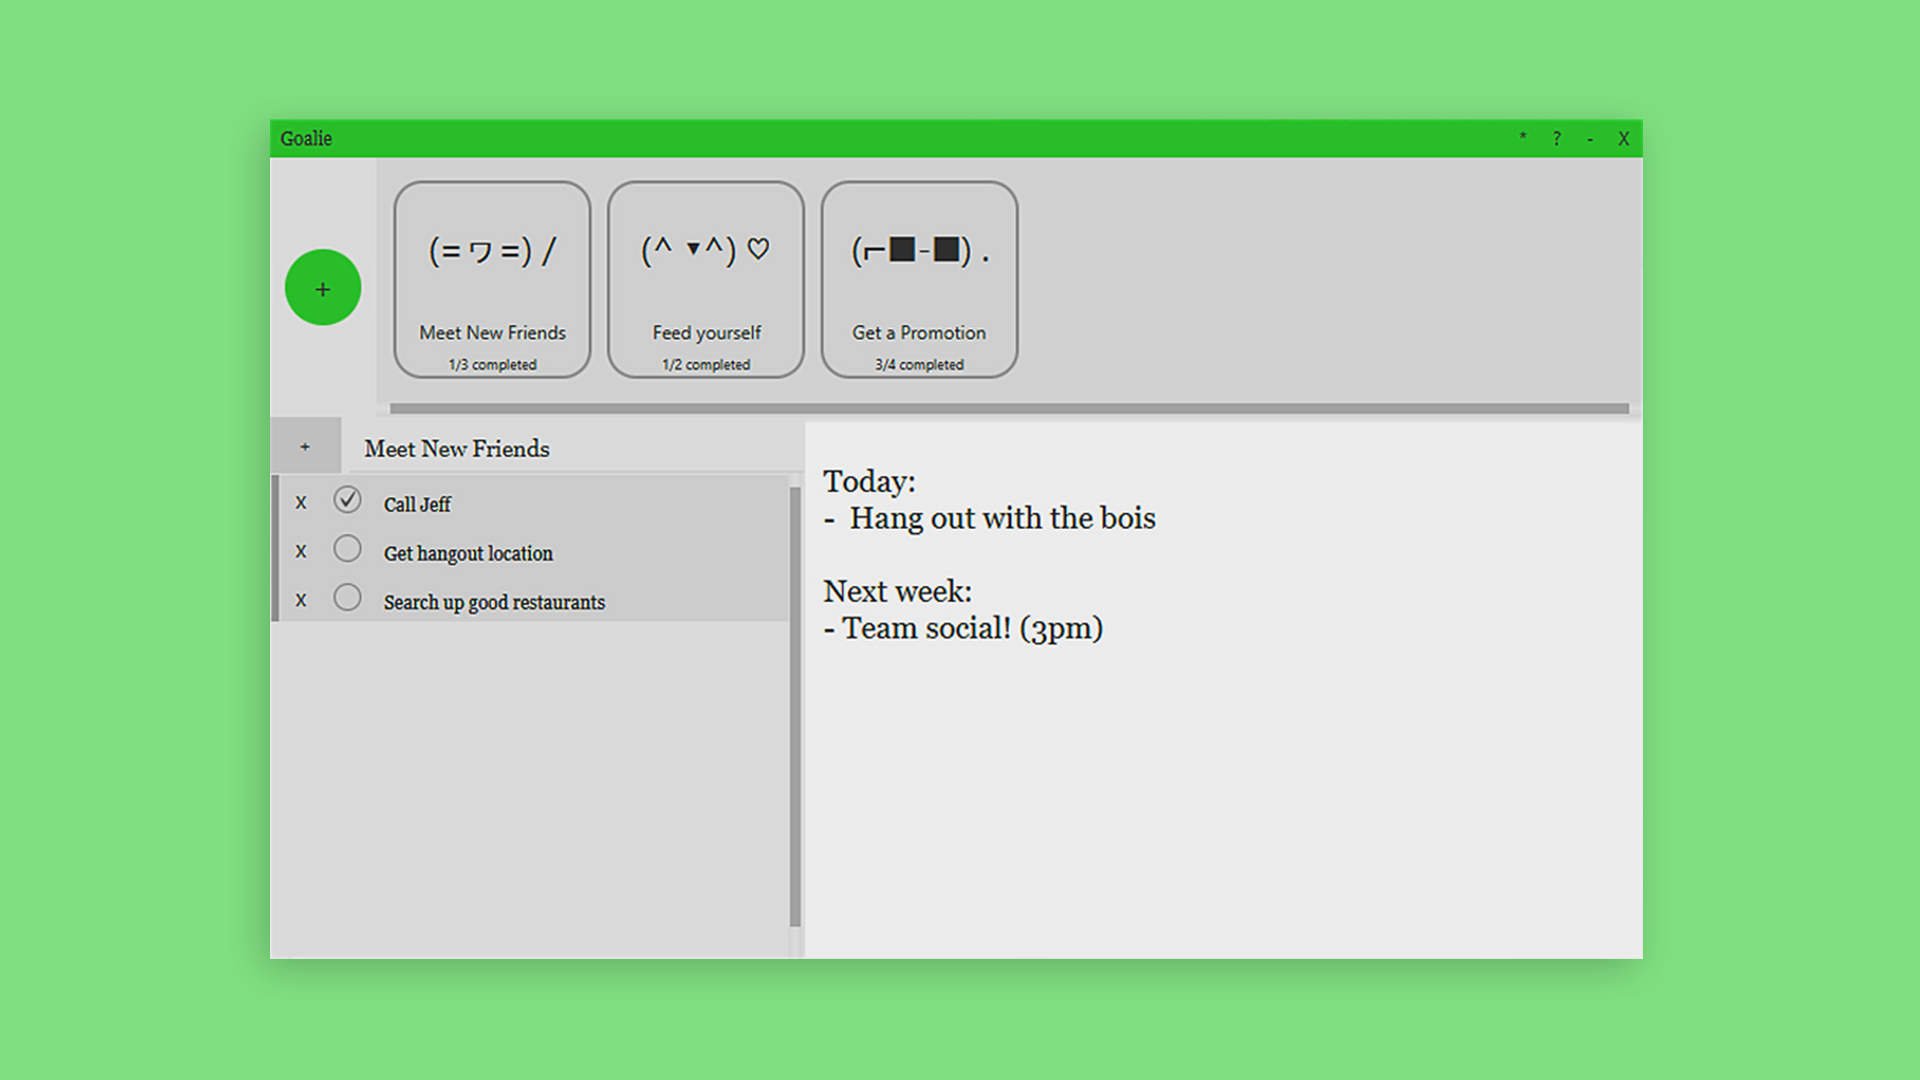 Goalie
* ? - X
+
(= ワ =) /
Meet New Friends
1/3 completed
(^ ▼^) ♡
Feed yourself
1/2 completed
(⌐■-■) .
Get a Promotion
3/4 completed
+
Meet New Friends
X Call Jeff
X Get hangout location
X Search up good restaurants
Today:
- Hang out with the bois
Next week:
- Team social! (3pm)